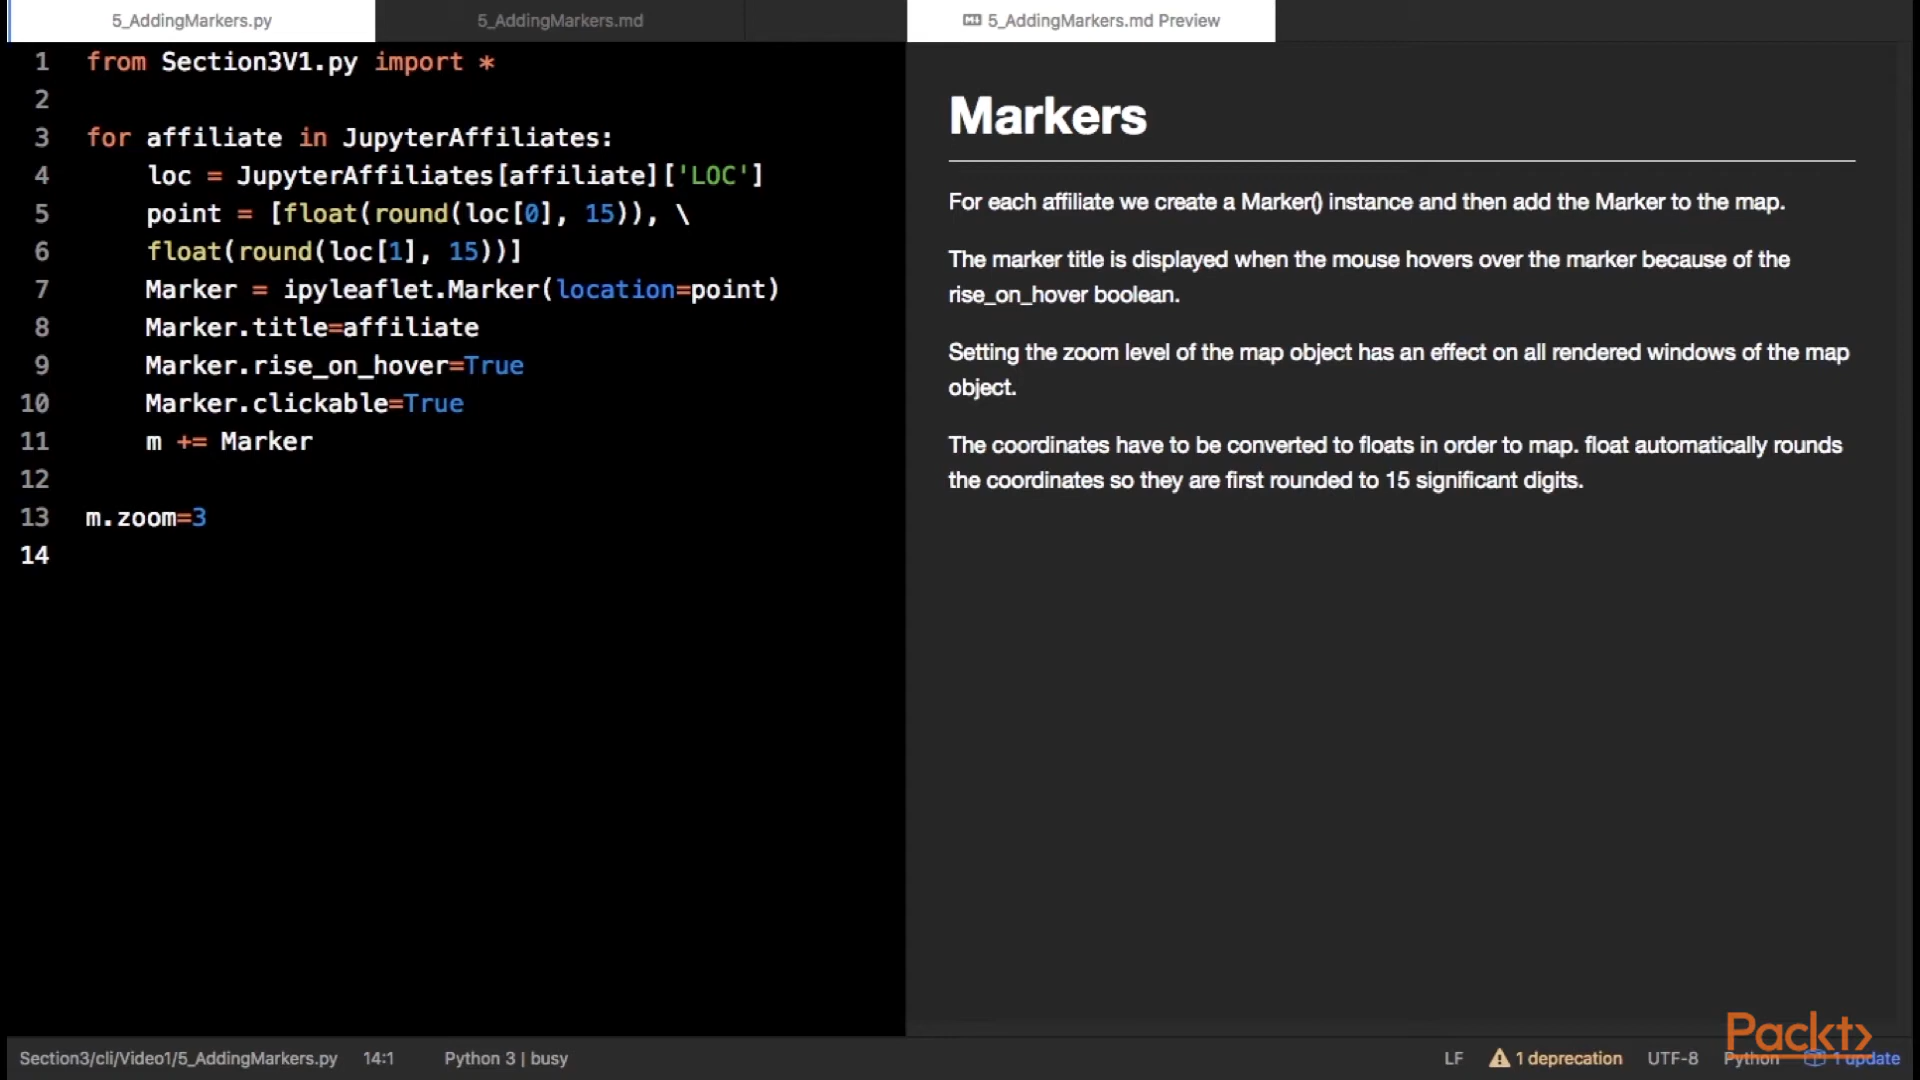 5_AddingMarkers.py
5_AddingMarkers.md
5_AddingMarkers.md Preview
1 from Section3V1.py import *
2
3 for affiliate in JupyterAffiliates:
4 loc = JupyterAffiliates[affiliate]['LOC']
5 point = [float(round(loc[0], 15)), \
6 float(round(loc[1], 15))]
7 Marker = ipyleaflet.Marker(location=point)
8 Marker.title=affiliate
9 Marker.rise_on_hover=True
10 Marker.clickable=True
11 m += Marker
12
13 m.zoom=3
14
Markers
For each affiliate we create a Marker() instance and then add the Marker to the map.
The marker title is displayed when the mouse hovers over the marker because of the
rise_on_hover boolean.
Setting the zoom level of the map object has an effect on all rendered windows of the map
object.
The coordinates have to be converted to floats in order to map. float automatically rounds
the coordinates so they are first rounded to 15 significant digits.
Packt>
Section3/cli/Video1/5_AddingMarkers.py 14:1 Python 3 | busy LF 1 deprecation UTF-8 Python 1 update